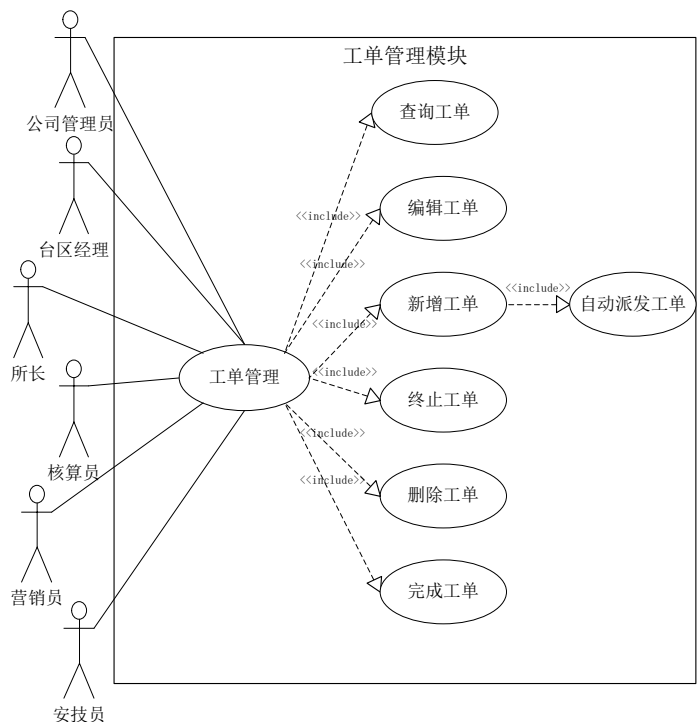 工单管理模块
公司管理员
台区经理
所长
核算员
营销员
安技员
工单管理
查询工单
<<include>>
编辑工单
<<include>>
新增工单
<<include>>
<<include>>
自动派发工单
终止工单
<<include>>
删除工单
<<include>>
完成工单
<<include>>